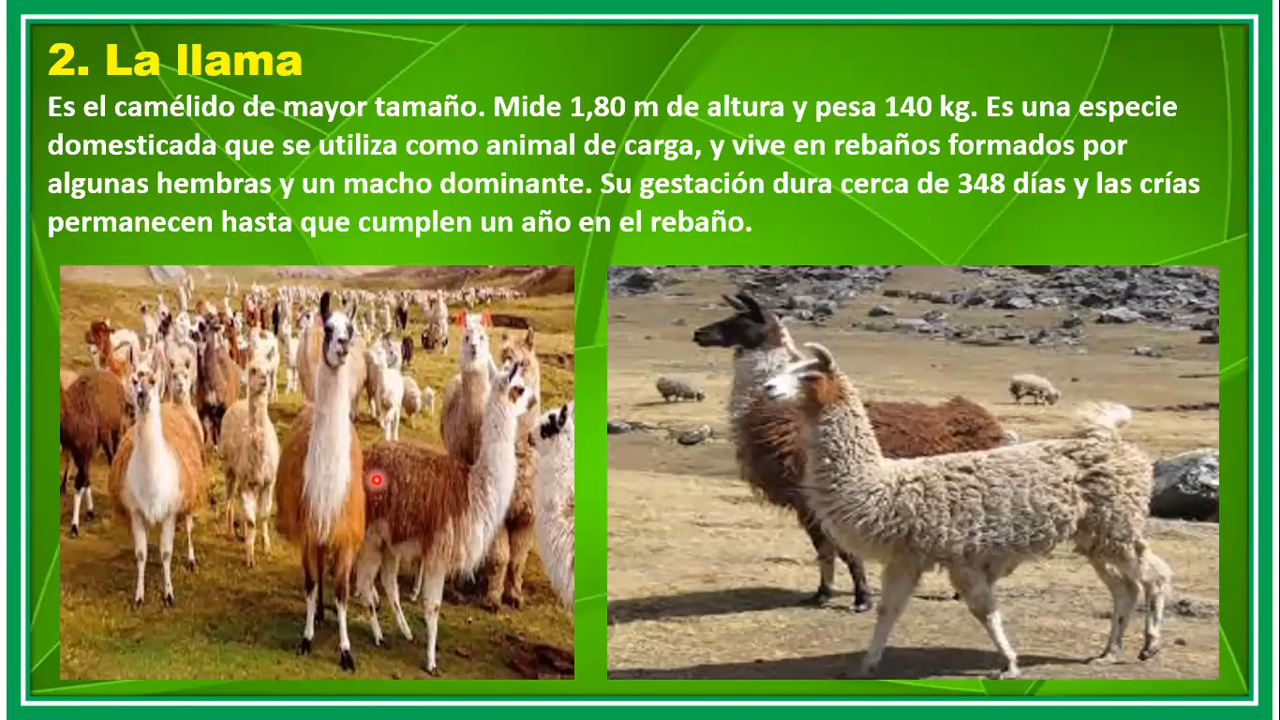 2. La llama
Es el camélido de mayor tamaño. Mide 1,80 m de altura y pesa 140 kg. Es una especie
domesticada que se utiliza como animal de carga, y vive en rebaños formados por
algunas hembras y un macho dominante. Su gestación dura cerca de 348 días y las crías
permanecen hasta que cumplen un año en el rebaño.